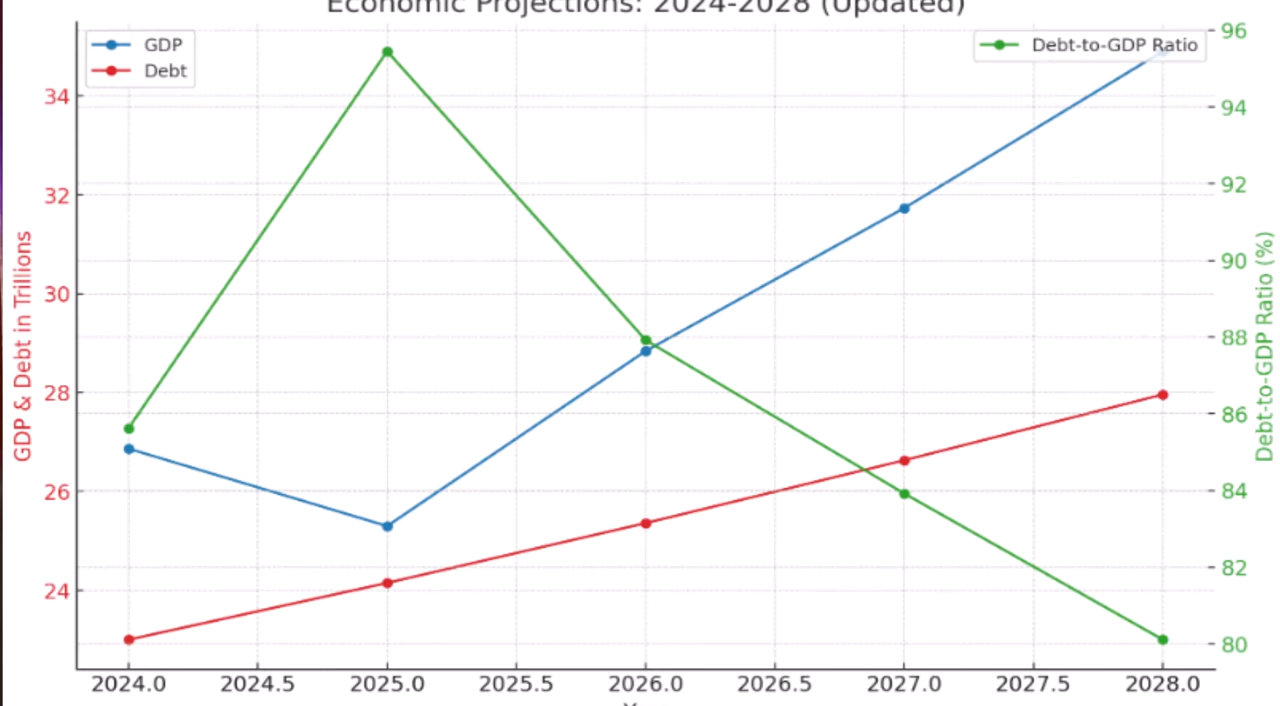 Economic Projections: 2024-2028 (Updated)
GDP
Debt
Debt-to-GDP Ratio
GDP & Debt in Trillions
34
32
30
28
26
24
Debt-to-GDP Ratio (%)
96
94
92
90
88
86
84
82
80
2024.0 2024.5 2025.0 2025.5 2026.0 2026.5 2027.0 2027.5 2028.0